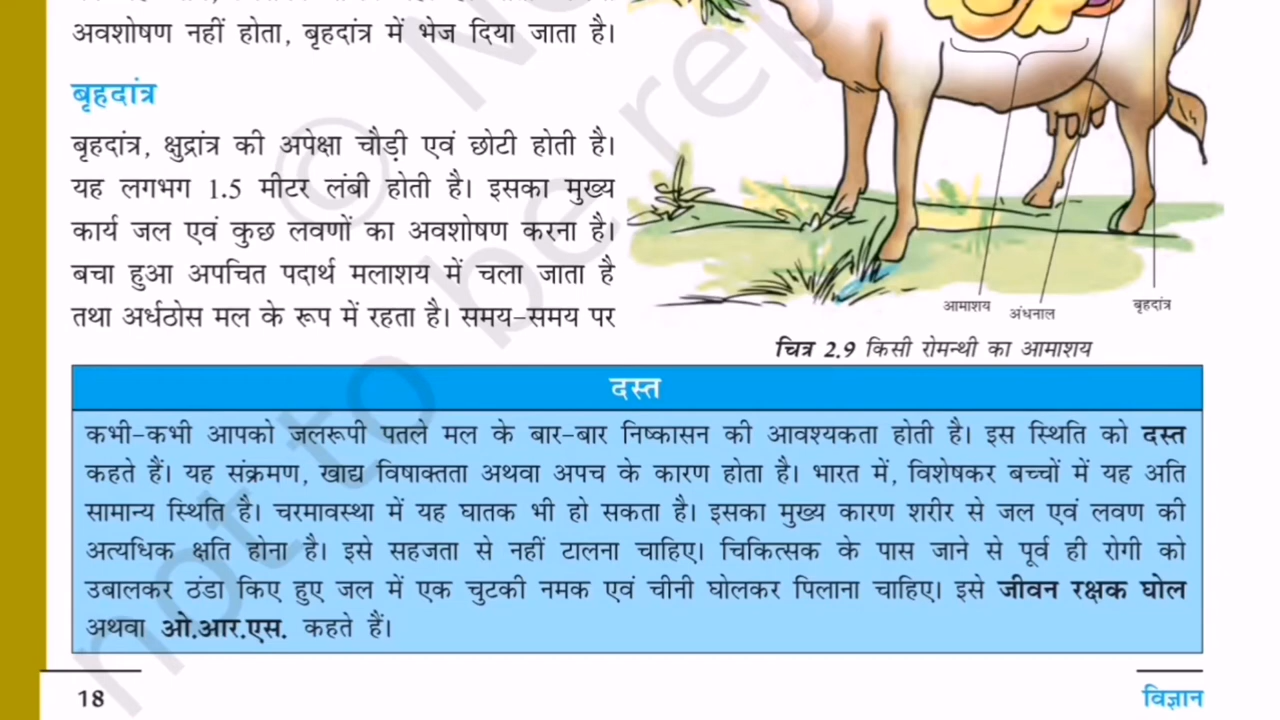 अवशोषण नहीं होता, बृहदांत्र में भेज दिया जाता है।
बृहदांत्र
बृहदांत्र, क्षुद्रांत्र की अपेक्षा चौड़ी एवं छोटी होती है।
यह लगभग 1.5 मीटर लंबी होती है। इसका मुख्य
कार्य जल एवं कुछ लवणों का अवशोषण करना है।
बचा हुआ अपचित पदार्थ मलाशय में चला जाता है
तथा अर्धठोस मल के रूप में रहता है। समय-समय पर
आमाशय
अंधनाल
बृहदांत्र
चित्र 2.9 किसी रोमन्थी का आमाशय
दस्त
कभी-कभी आपको जलरूपी पतले मल के बार-बार निष्कासन की आवश्यकता होती है। इस स्थिति को दस्त
कहते हैं। यह संक्रमण, खाद्य विषाक्तता अथवा अपच के कारण होता है। भारत में, विशेषकर बच्चों में यह अति
सामान्य स्थिति है। चरमावस्था में यह घातक भी हो सकता है। इसका मुख्य कारण शरीर से जल एवं लवण की
अत्यधिक क्षति होना है। इसे सहजता से नहीं टालना चाहिए। चिकित्सक के पास जाने से पूर्व ही रोगी को
उबालकर ठंडा किए हुए जल में एक चुटकी नमक एवं चीनी घोलकर पिलाना चाहिए। इसे जीवन रक्षक घोल
अथवा ओ.आर.एस. कहते हैं।
18
विज्ञान
© No
not to be rep